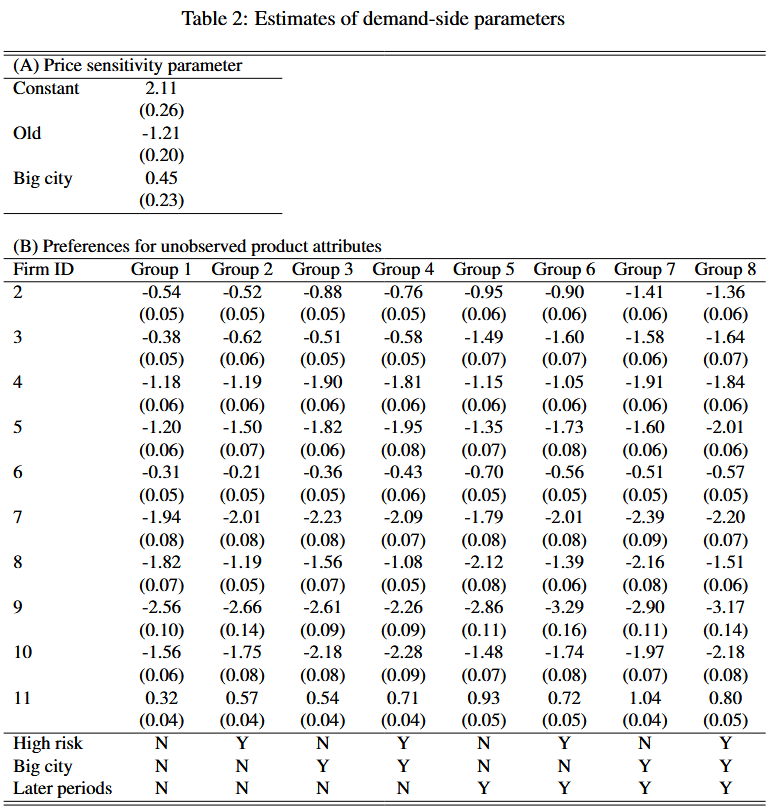 Table 2: Estimates of demand-side parameters
(A) Price sensitivity parameter
Constant 2.11
(0.26)
Old -1.21
(0.20)
Big city 0.45
(0.23)
(B) Preferences for unobserved product attributes
Firm ID Group 1 Group 2 Group 3 Group 4 Group 5 Group 6 Group 7 Group 8
2 -0.54 -0.52 -0.88 -0.76 -0.95 -0.90 -1.41 -1.36
(0.05) (0.05) (0.05) (0.05) (0.06) (0.06) (0.06) (0.06)
3 -0.38 -0.62 -0.51 -0.58 -1.49 -1.60 -1.58 -1.64
(0.05) (0.06) (0.05) (0.05) (0.07) (0.07) (0.06) (0.07)
4 -1.18 -1.19 -1.90 -1.81 -1.15 -1.05 -1.91 -1.84
(0.06) (0.06) (0.06) (0.06) (0.06) (0.06) (0.06) (0.06)
5 -1.20 -1.50 -1.82 -1.95 -1.35 -1.73 -1.60 -2.01
(0.06) (0.07) (0.06) (0.08) (0.07) (0.08) (0.06) (0.06)
6 -0.31 -0.21 -0.36 -0.43 -0.70 -0.56 -0.51 -0.57
(0.05) (0.05) (0.05) (0.06) (0.05) (0.05) (0.05) (0.05)
7 -1.94 -2.01 -2.23 -2.09 -1.79 -2.01 -2.39 -2.20
(0.08) (0.08) (0.08) (0.07) (0.08) (0.08) (0.09) (0.07)
8 -1.82 -1.19 -1.56 -1.08 -2.12 -1.39 -2.16 -1.51
(0.07) (0.05) (0.07) (0.05) (0.08) (0.06) (0.08) (0.06)
9 -2.56 -2.66 -2.61 -2.26 -2.86 -3.29 -2.90 -3.17
(0.10) (0.14) (0.09) (0.09) (0.11) (0.16) (0.11) (0.14)
10 -1.56 -1.75 -2.18 -2.28 -1.48 -1.74 -1.97 -2.18
(0.06) (0.08) (0.08) (0.09) (0.07) (0.08) (0.07) (0.08)
11 0.32 0.57 0.54 0.71 0.93 0.72 1.04 0.80
(0.04) (0.04) (0.04) (0.04) (0.05) (0.05) (0.04) (0.05)
High risk N Y N Y N Y N Y
Big city N N Y Y N N Y Y
Later periods N N N N Y Y Y Y